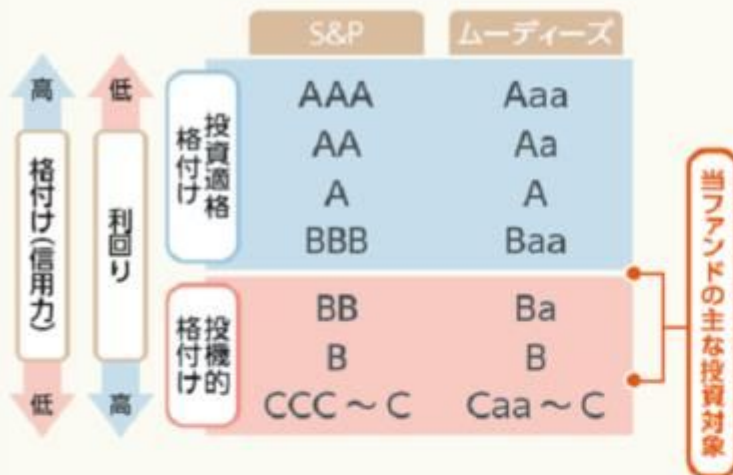 S&P ムーディーズ
高 低
格付け(信用力)
利回り
低 高
投資適格
格付け
AAA Aaa
AA Aa
A A
BBB Baa
投機的
格付け
BB Ba
B B
CCC ～ C Caa ～ C
当ファンドの主な投資対象